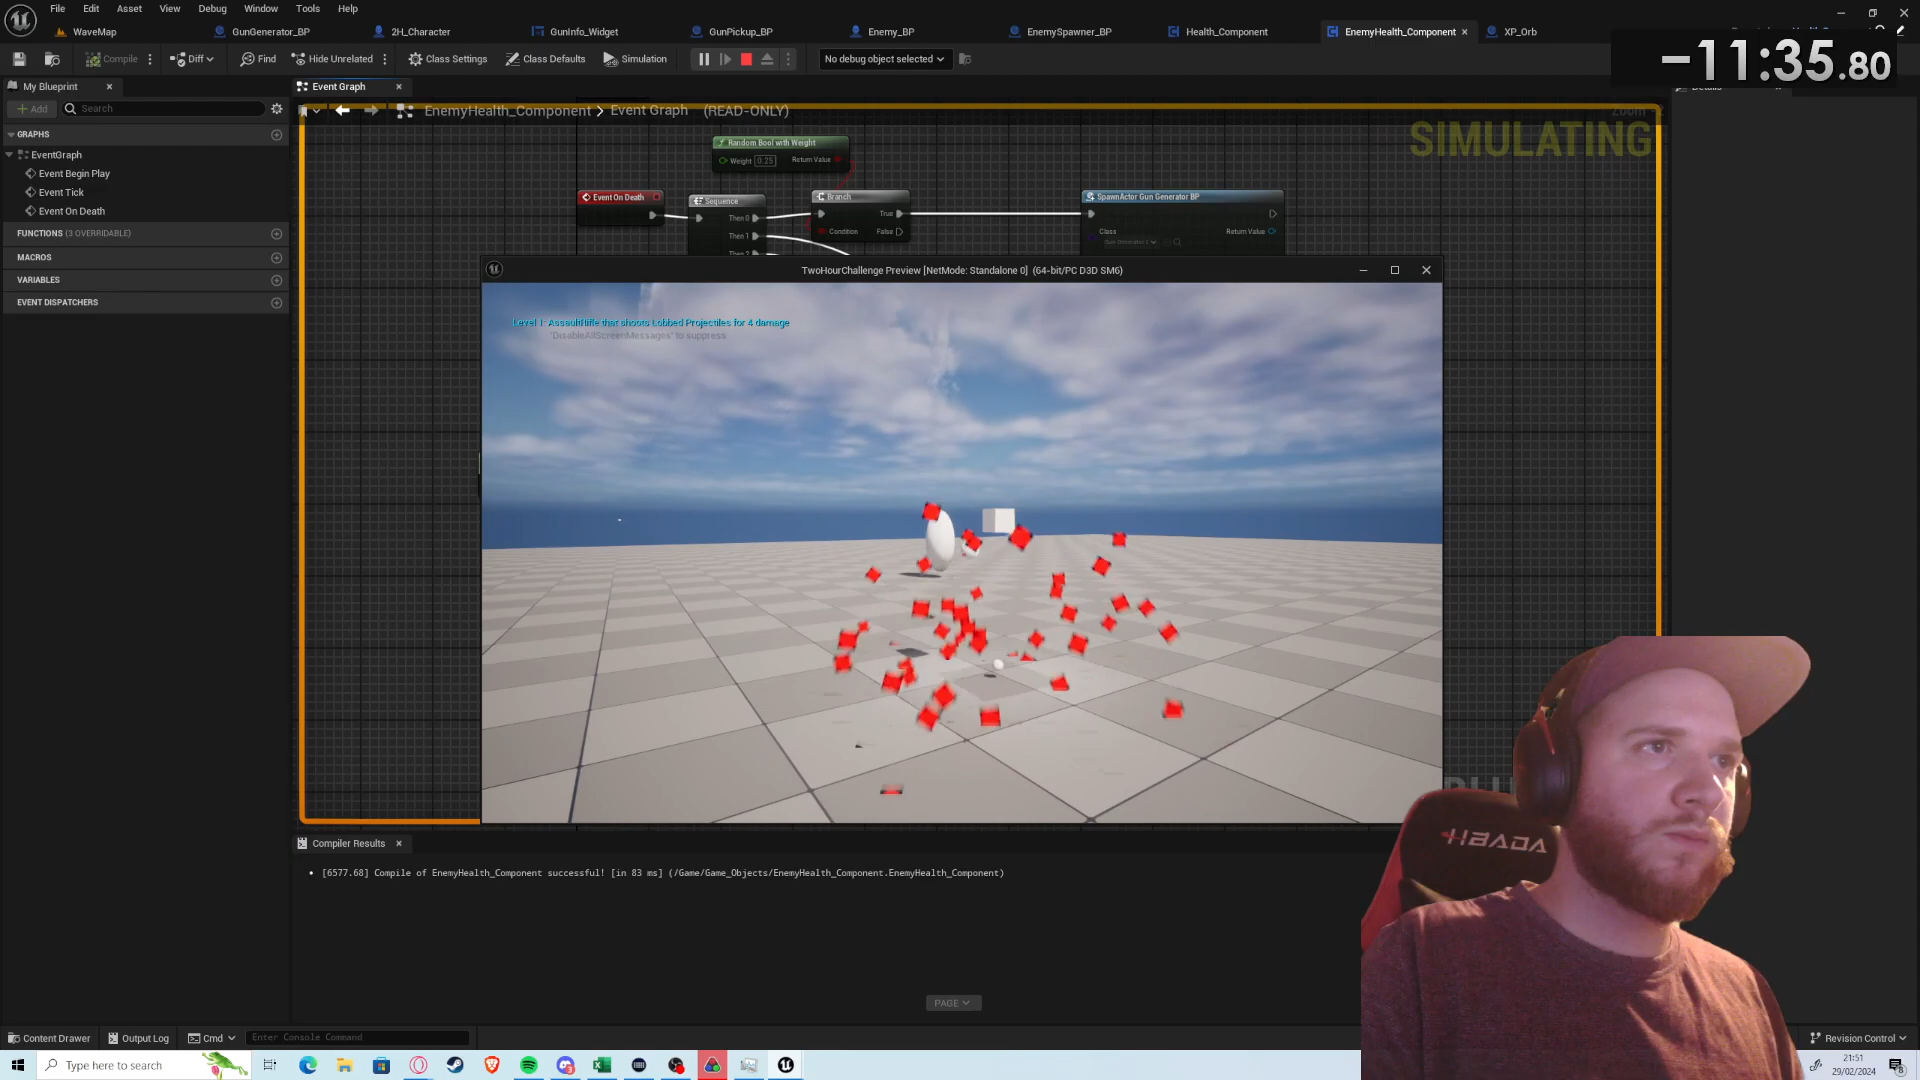 File Edit Asset View Debug Window Tools Help
WaveMap GunGenerator_BP 2H_Character GunInfo_Widget GunPickup_BP Enemy_BP EnemySpawner_BP Health_Component EnemyHealth_Component XP_Orb
Compile Diff Find Hide Unrelated Class Settings Class Defaults Simulation No debug object selected
-11:35.80
My Blueprint Event Graph
Add Search EnemyHealth_Component > Event Graph (READ-ONLY)
SIMULATING
GRAPHS
EventGraph
Event Begin Play
Event Tick
Event On Death
FUNCTIONS (3 OVERRIDABLE)
MACROS
VARIABLES
EVENT DISPATCHERS
Random Bool with Weight
Weight 0.25 Return Value
Event On Death Sequence Branch SpawnActor Gun Generator BP
Then 0 True
Condition False Class Return Value
Then 1
TwoHourChallenge Preview [NetMode: Standalone 0] (64-bit/PC D3D SM6)
Level 1: AssaultRifle that shoots Lobbed Projectiles for 4 damage
'DisableAllScreenMessages' to suppress
HBADA
Compiler Results
[6577.68] Compile of EnemyHealth_Component successful! [in 83 ms] (/Game/Game_Objects/EnemyHealth_Component.EnemyHealth_Component)
PAGE
Content Drawer Output Log Cmd Enter Console Command Revision Control
Type here to search
21:51
29/02/2024